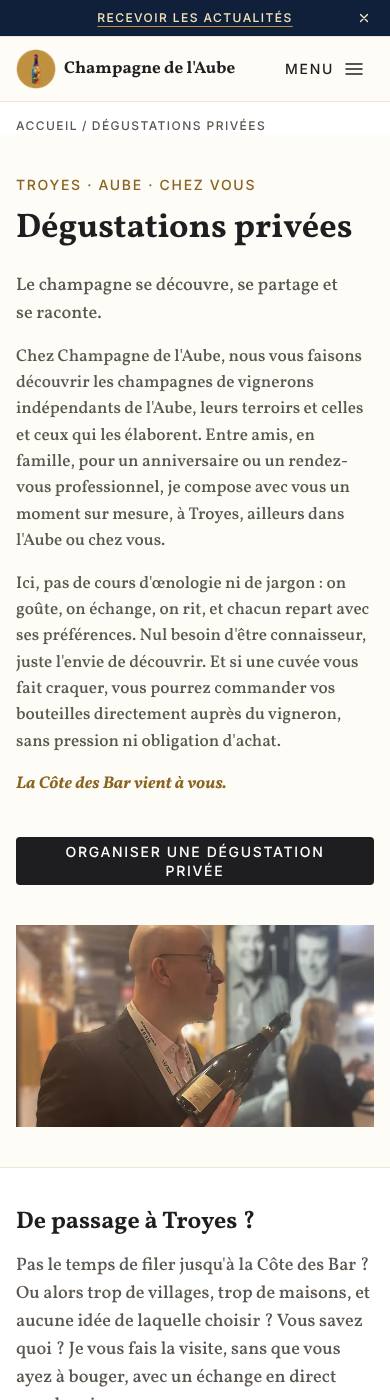 RECEVOIR LES ACTUALITÉS ×
Champagne de l'Aube
MENU
ACCUEIL / DÉGUSTATIONS PRIVÉES
TROYES · AUBE · CHEZ VOUS
Dégustations privées
Le champagne se découvre, se partage et
se raconte.
Chez Champagne de l'Aube, nous vous faisons
découvrir les champagnes de vignerons
indépendants de l'Aube, leurs terroirs et celles
et ceux qui les élaborent. Entre amis, en
famille, pour un anniversaire ou un rendez-
vous professionnel, je compose avec vous un
moment sur mesure, à Troyes, ailleurs dans
l'Aube ou chez vous.
Ici, pas de cours d'œnologie ni de jargon : on
goûte, on échange, on rit, et chacun repart avec
ses préférences. Nul besoin d'être connaisseur,
juste l'envie de découvrir. Et si une cuvée vous
fait craquer, vous pourrez commander vos
bouteilles directement auprès du vigneron,
sans pression ni obligation d'achat.
La Côte des Bar vient à vous.
ORGANISER UNE DÉGUSTATION
PRIVÉE
De passage à Troyes ?
Pas le temps de filer jusqu'à la Côte des Bar ?
Ou alors trop de villages, trop de maisons, et
aucune idée de laquelle choisir ? Vous savez
quoi ? Je vous fais la visite, sans que vous
ayez à bouger, avec un échange en direct